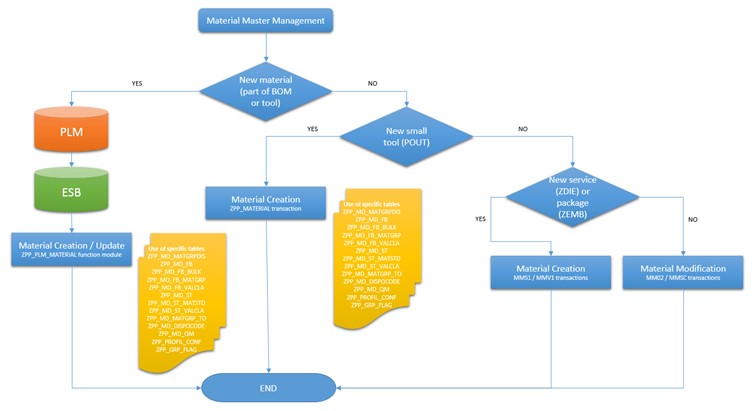 Material Master Management
YES
New material
(part of BOM
or tool)
NO
PLM
YES
New small
tool (POUT)
NO
ESB
Material Creation
ZPP_MATERIAL transaction
Use of specific tables
ZPP_MD_MATGRPDIS
ZPP_MD_FB
ZPP_MD_FB_BULK
ZPP_MD_FB_MATGRP
ZPP_MD_FB_VALCLA
ZPP_MD_ST
ZPP_MD_ST_MATSTD
ZPP_MD_ST_VALCLA
ZPP_MD_MATGRP_TO
ZPP_MD_DISPOCODE
ZPP_MD_QM
ZPP_PROFIL_CONF
ZPP_GRP_FLAG
New service
(ZDIE) or
package
(ZEMB)
YES
NO
Material Creation / Update
ZPP_PLM_MATERIAL function module
Use of specific tables
ZPP_MD_MATGRPDIS
ZPP_MD_FB
ZPP_MD_FB_BULK
ZPP_MD_FB_MATGRP
ZPP_MD_FB_VALCLA
ZPP_MD_ST
ZPP_MD_ST_MATSTD
ZPP_MD_ST_VALCLA
ZPP_MD_MATGRP_TO
ZPP_MD_DISPOCODE
ZPP_MD_QM
ZPP_PROFIL_CONF
ZPP_GRP_FLAG
Material Creation
MM51 / MMV1 transactions
Material Modification
MM02 / MMSC transactions
END